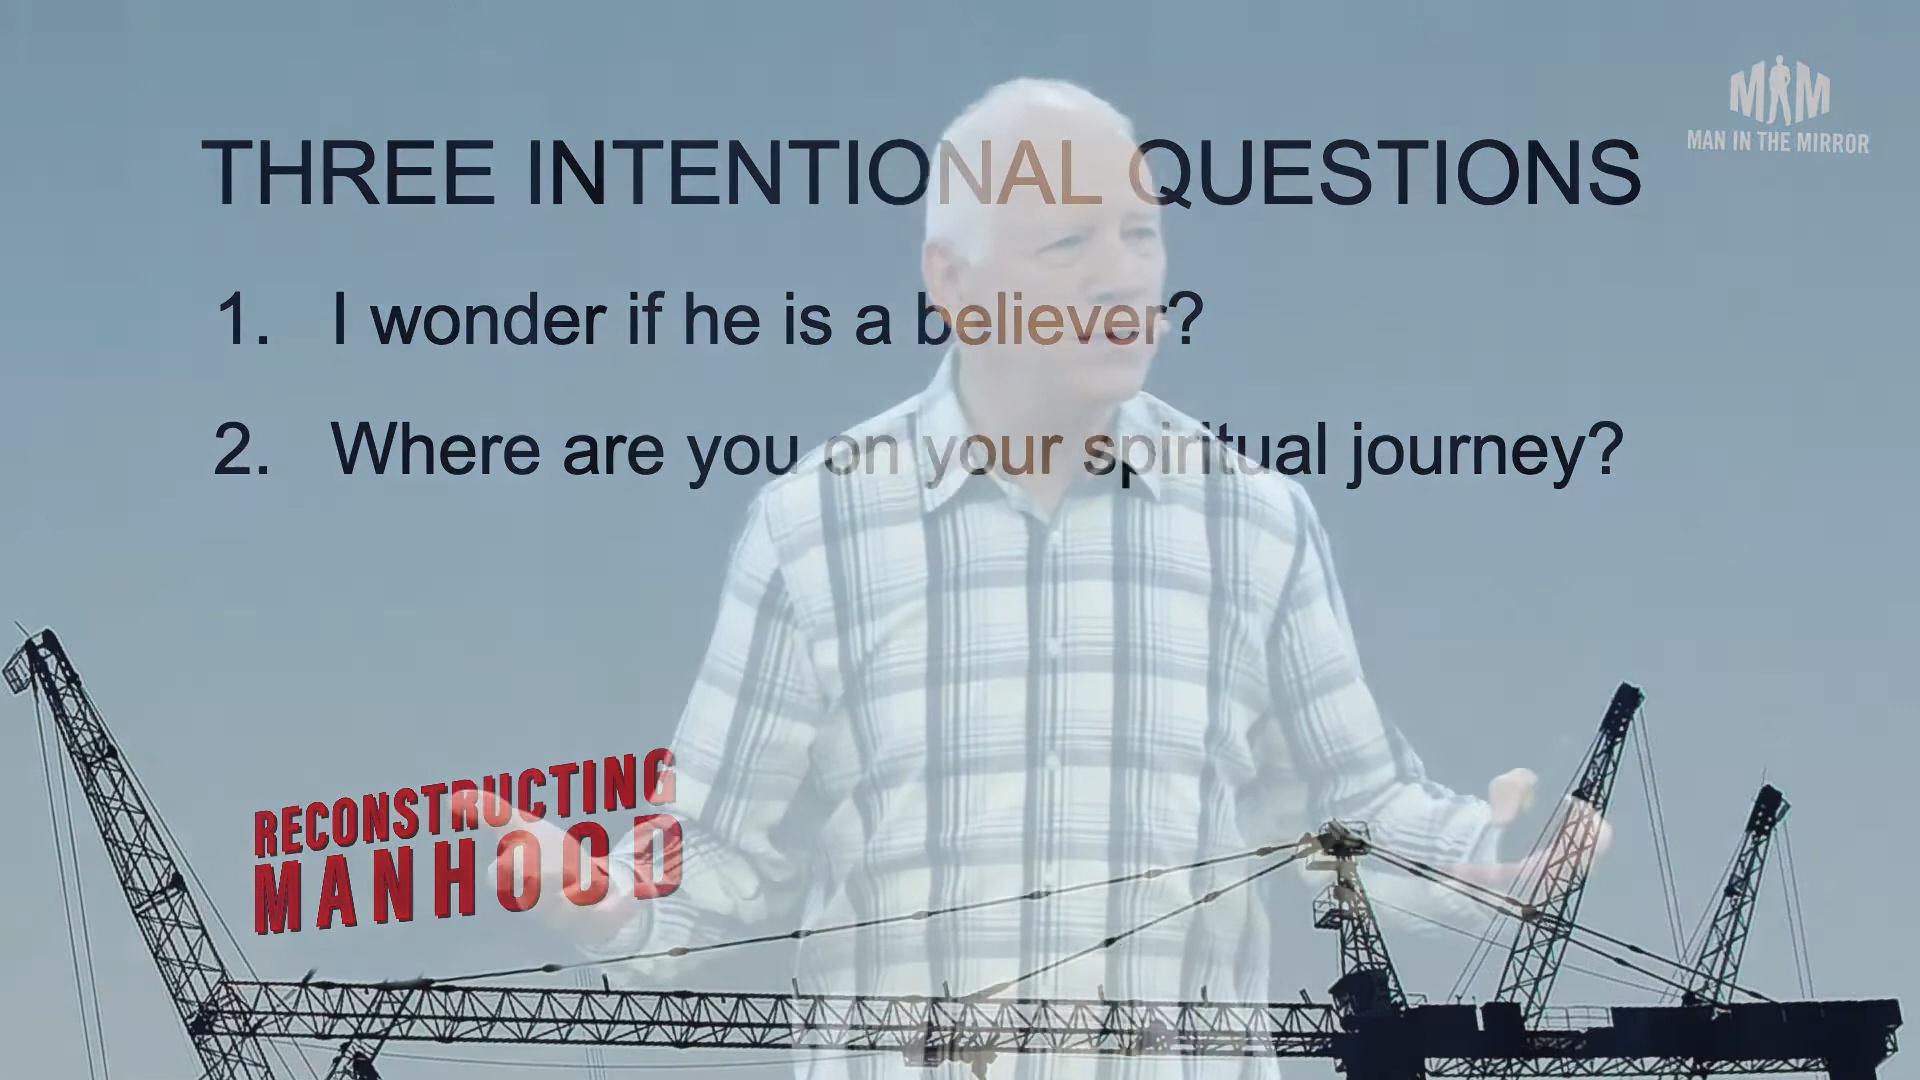 MAN IN THE MIRROR
THREE INTENTIONAL QUESTIONS
1. I wonder if he is a believer?
2. Where are you on your spiritual journey?
RECONSTRUCTING
MANHOOD